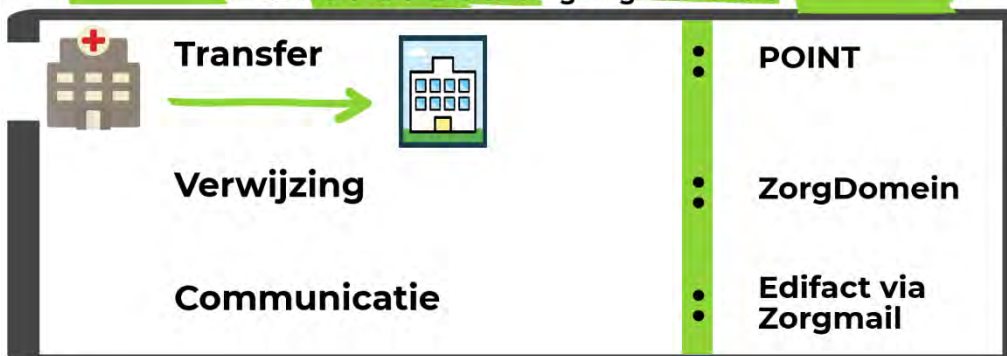 Transfer
:
POINT
Verwijzing
:
ZorgDomein
Communicatie
:
Edifact via
Zorgmail